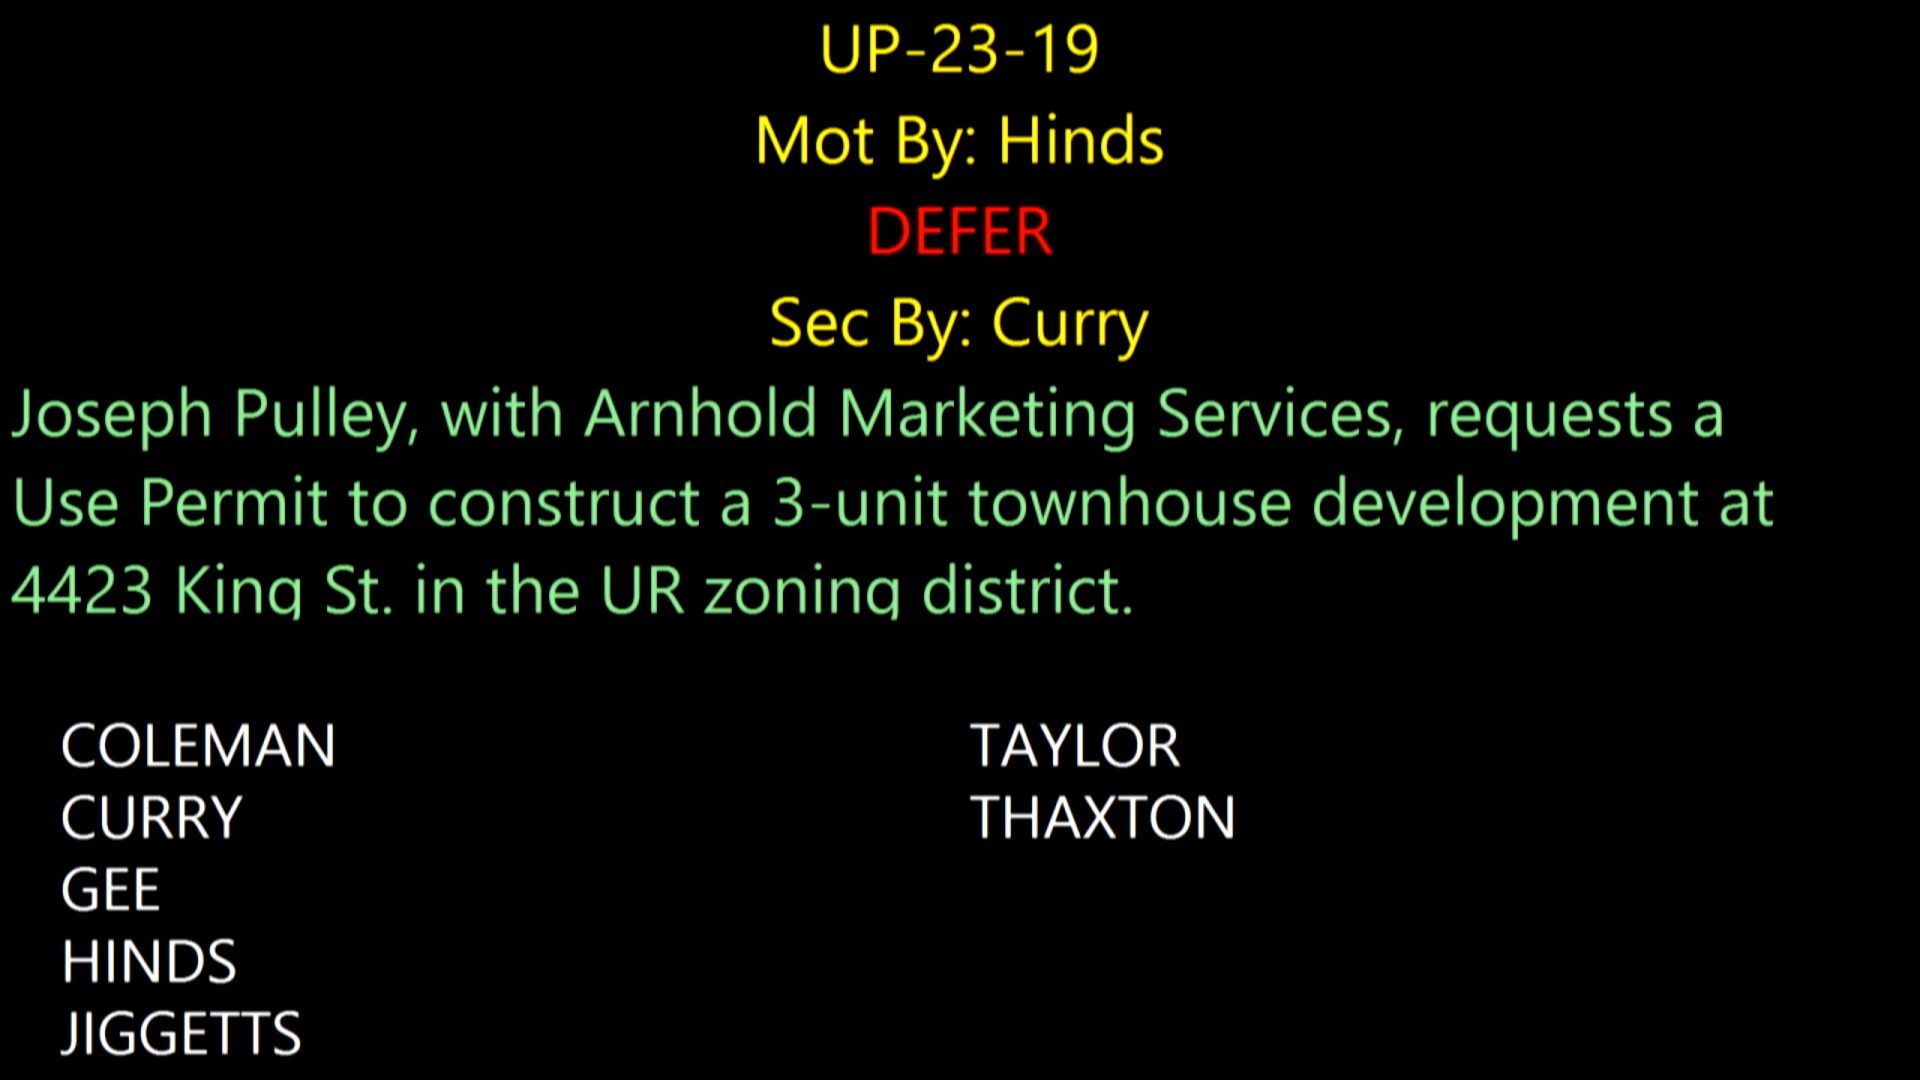 UP-23-19
Mot By: Hinds
DEFER
Sec By: Curry
Joseph Pulley, with Arnhold Marketing Services, requests a
Use Permit to construct a 3-unit townhouse development at
4423 King St. in the UR zoning district.
COLEMAN
CURRY
GEE
HINDS
JIGGETTS
TAYLOR
THAXTON